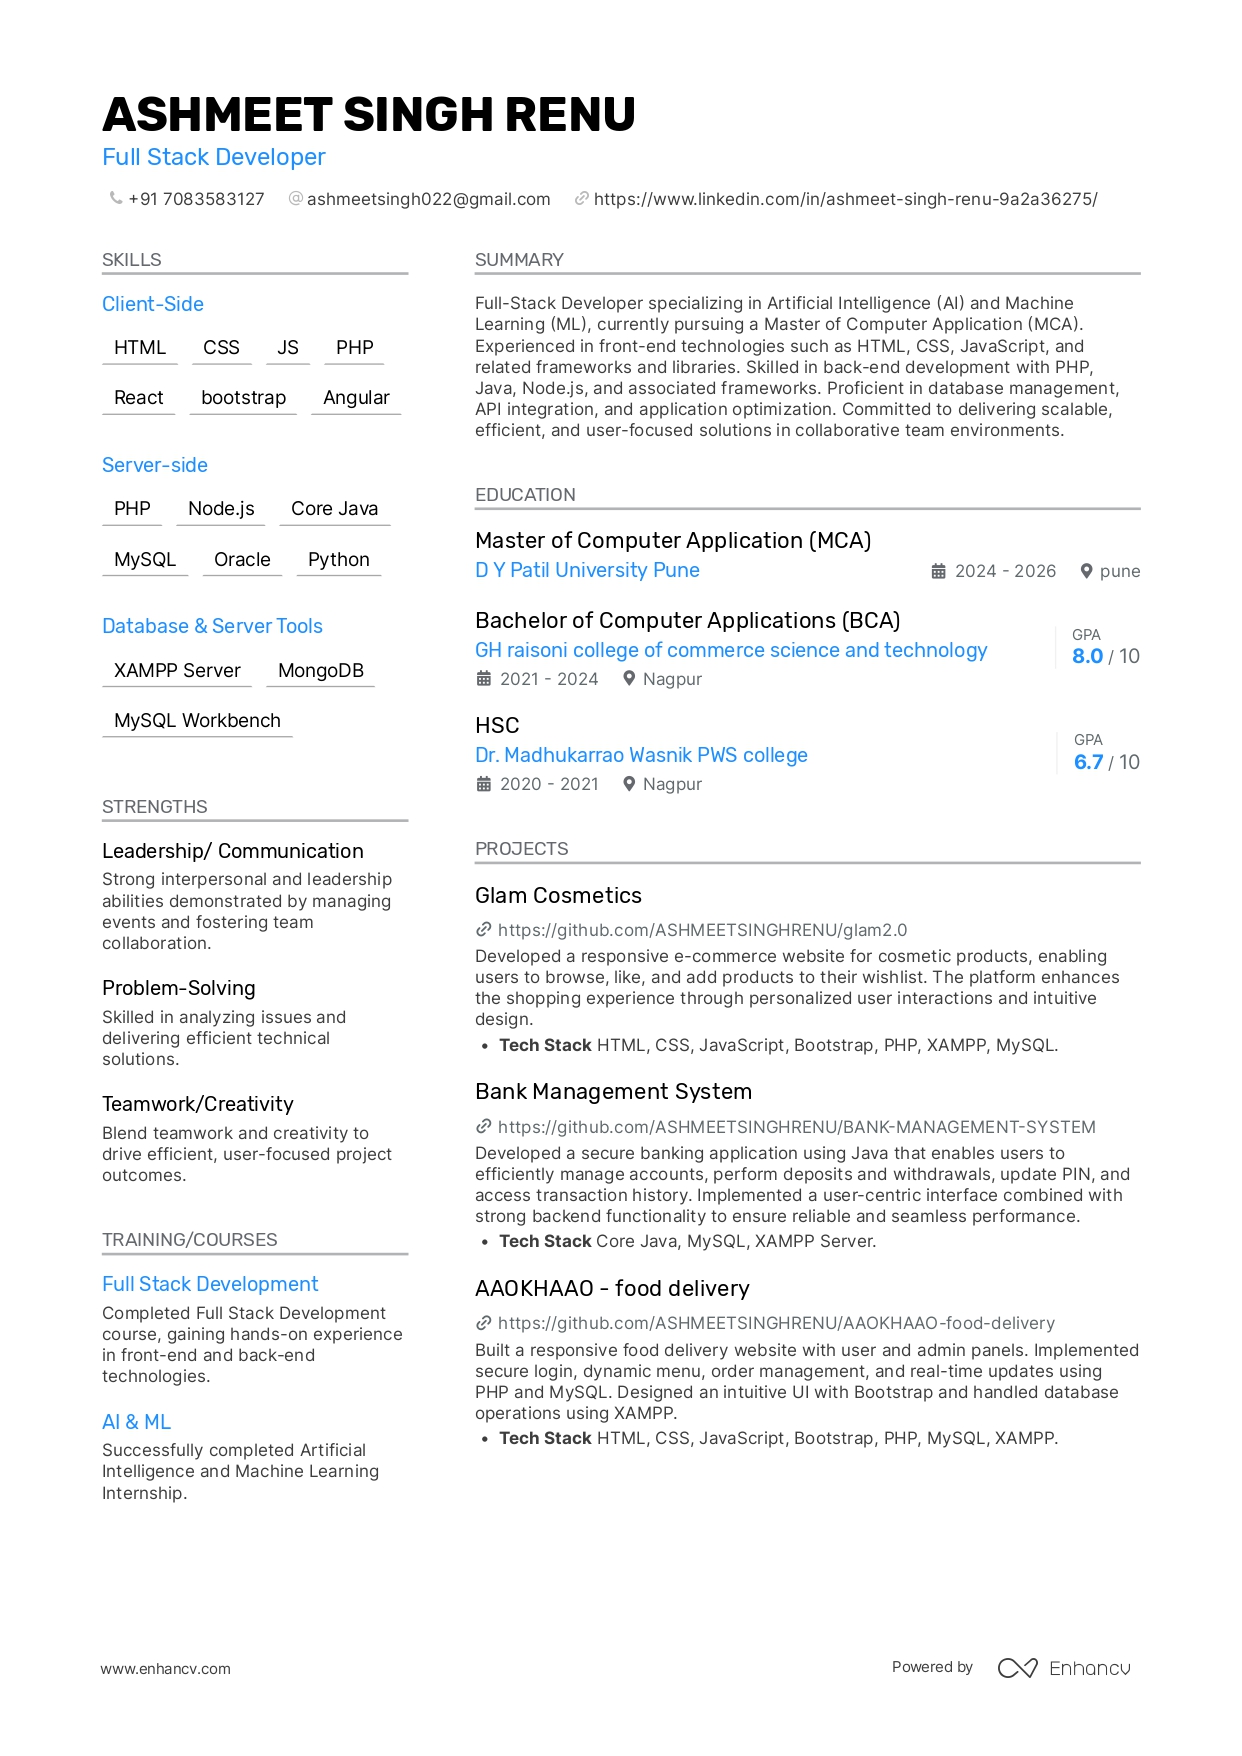 ASHMEET SINGH RENU
Full Stack Developer
+91 7083583127 @ ashmeetsingh022@gmail.com https://www.linkedin.com/in/ashmeet-singh-renu-9a2a36275/
SKILLS
Client-Side
HTML CSS JS PHP
React bootstrap Angular
Server-side
PHP Node.js Core Java
MySQL Oracle Python
Database & Server Tools
XAMPP Server MongoDB
MySQL Workbench
STRENGTHS
Leadership/ Communication
Strong interpersonal and leadership
abilities demonstrated by managing
events and fostering team
collaboration.
Problem-Solving
Skilled in analyzing issues and
delivering efficient technical
solutions.
Teamwork/Creativity
Blend teamwork and creativity to
drive efficient, user-focused project
outcomes.
TRAINING/COURSES
Full Stack Development
Completed Full Stack Development
course, gaining hands-on experience
in front-end and back-end
technologies.
AI & ML
Successfully completed Artificial
Intelligence and Machine Learning
Internship.
SUMMARY
Full-Stack Developer specializing in Artificial Intelligence (AI) and Machine
Learning (ML), currently pursuing a Master of Computer Application (MCA).
Experienced in front-end technologies such as HTML, CSS, JavaScript, and
related frameworks and libraries. Skilled in back-end development with PHP,
Java, Node.js, and associated frameworks. Proficient in database management,
API integration, and application optimization. Committed to delivering scalable,
efficient, and user-focused solutions in collaborative team environments.
EDUCATION
Master of Computer Application (MCA)
D Y Patil University Pune 2024 - 2026 pune
Bachelor of Computer Applications (BCA)
GH raisoni college of commerce science and technology
2021 - 2024 Nagpur
GPA
8.0 / 10
HSC
Dr. Madhukarrao Wasnik PWS college
2020 - 2021 Nagpur
GPA
6.7 / 10
PROJECTS
Glam Cosmetics
https://github.com/ASHMEETSINGHRENU/glam2.0
Developed a responsive e-commerce website for cosmetic products, enabling
users to browse, like, and add products to their wishlist. The platform enhances
the shopping experience through personalized user interactions and intuitive
design.
• Tech Stack HTML, CSS, JavaScript, Bootstrap, PHP, XAMPP, MySQL.
Bank Management System
https://github.com/ASHMEETSINGHRENU/BANK-MANAGEMENT-SYSTEM
Developed a secure banking application using Java that enables users to
efficiently manage accounts, perform deposits and withdrawals, update PIN, and
access transaction history. Implemented a user-centric interface combined with
strong backend functionality to ensure reliable and seamless performance.
• Tech Stack Core Java, MySQL, XAMPP Server.
AAOKHAAO - food delivery
https://github.com/ASHMEETSINGHRENU/AAOKHAAO-food-delivery
Built a responsive food delivery website with user and admin panels. Implemented
secure login, dynamic menu, order management, and real-time updates using
PHP and MySQL. Designed an intuitive UI with Bootstrap and handled database
operations using XAMPP.
• Tech Stack HTML, CSS, JavaScript, Bootstrap, PHP, MySQL, XAMPP.
www.enhancv.com Powered by Enhancv